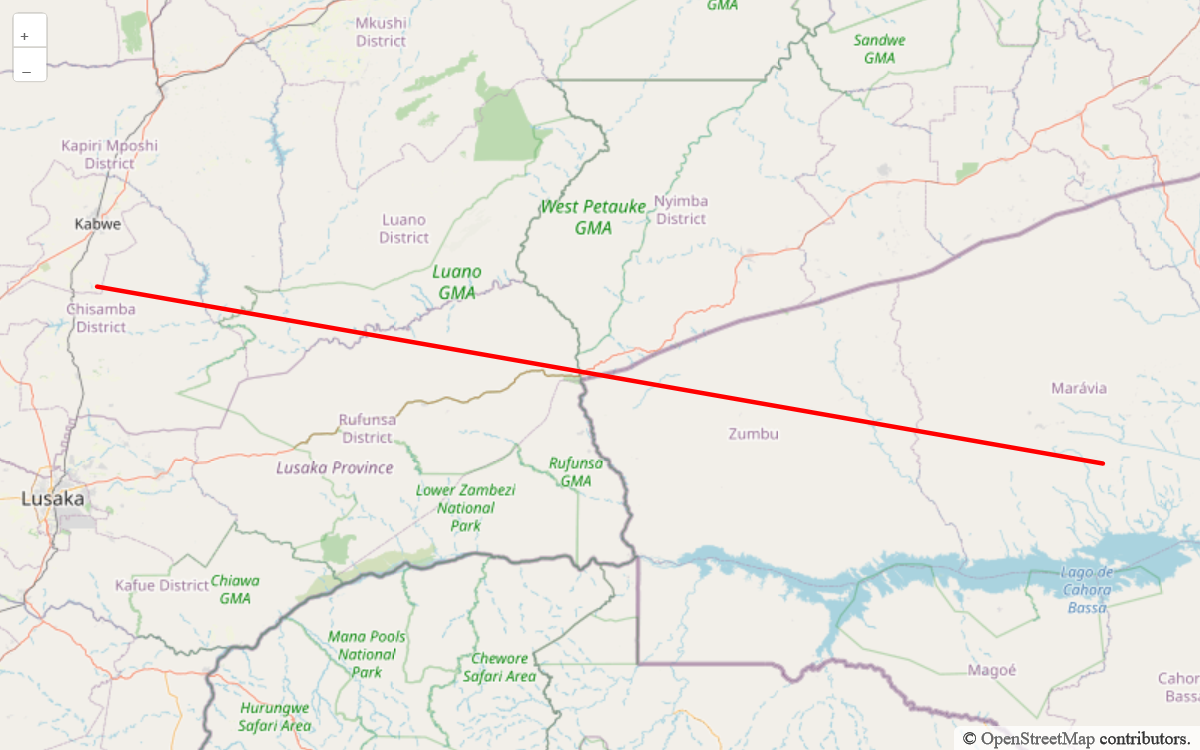 GMA
Mkushi
District
+
–
Sandwe
GMA
Kapiri Mposhi
District
West Petauke
GMA
Nyimba
District
Kabwe
Luano
District
Luano
GMA
Chisamba
District
Marávia
Rufunsa
District
Zumbu
Lusaka Province
Rufunsa
GMA
Lusaka
Lower Zambezi
National
Park
Kafue District
Chiawa
GMA
Lago de
Cahora
Bassa
Mana Pools
National
Park
Chewore
Safari Area
Magoé
Cahor
Bass
Hurungwe
Safari Area
© OpenStreetMap contributors.